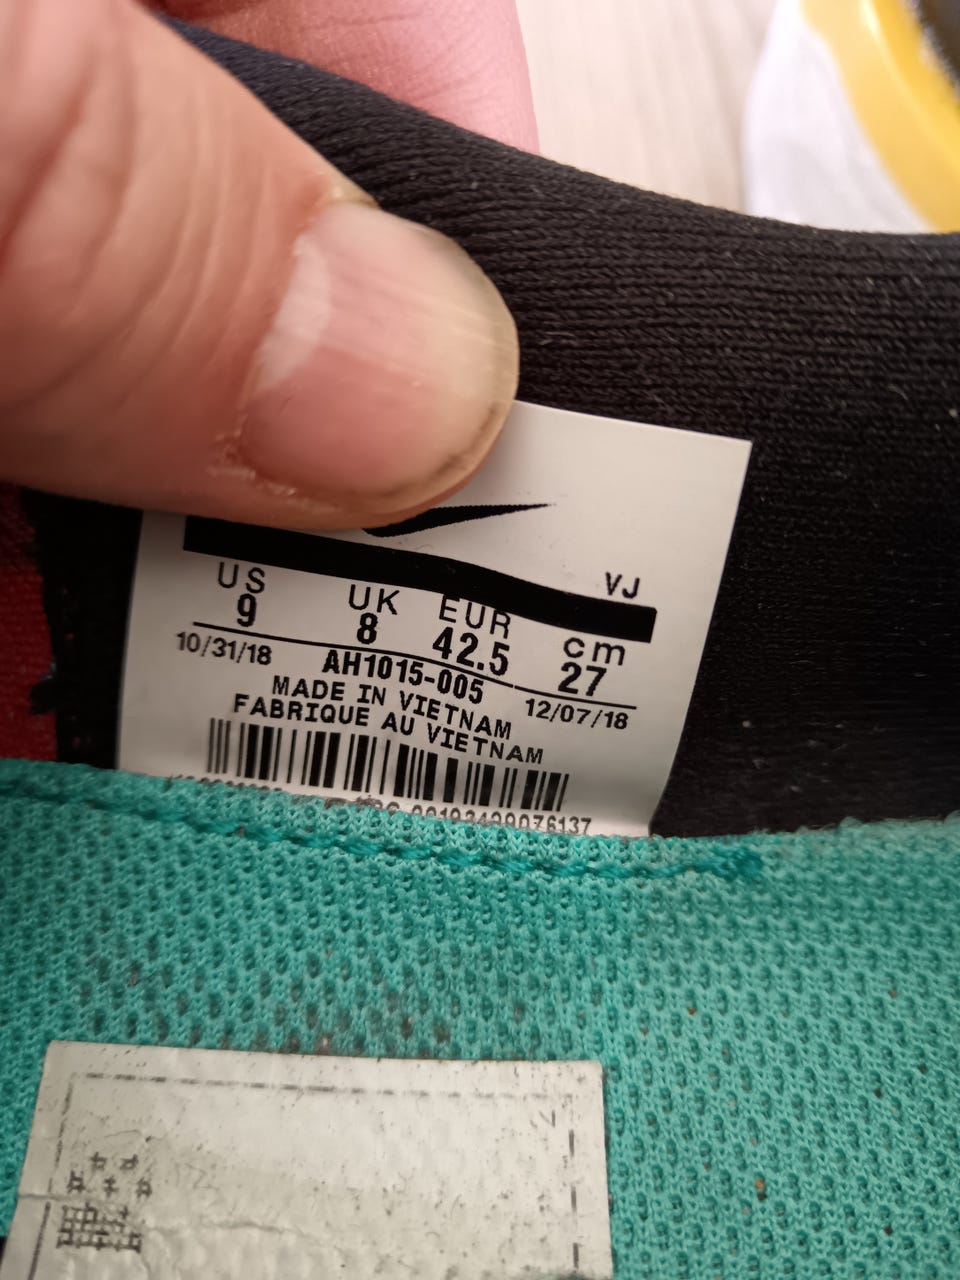 VJ
US UK EUR cm
9 8 42.5 27
10/31/18 AH1015-005 12/07/18
MADE IN VIETNAM
FABRIQUE AU VIETNAM